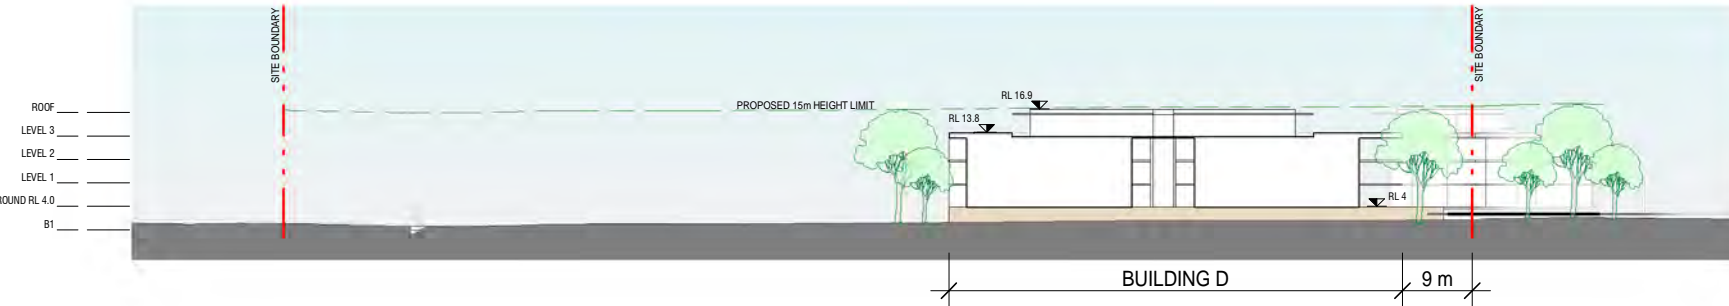 SITE BOUNDARY
SITE BOUNDARY
ROOF
PROPOSED 15m HEIGHT LIMIT
RL 16.9
RL 13.8
LEVEL 3
LEVEL 2
LEVEL 1
ROUND RL 4.0
RL 4
B1
BUILDING D
9 m